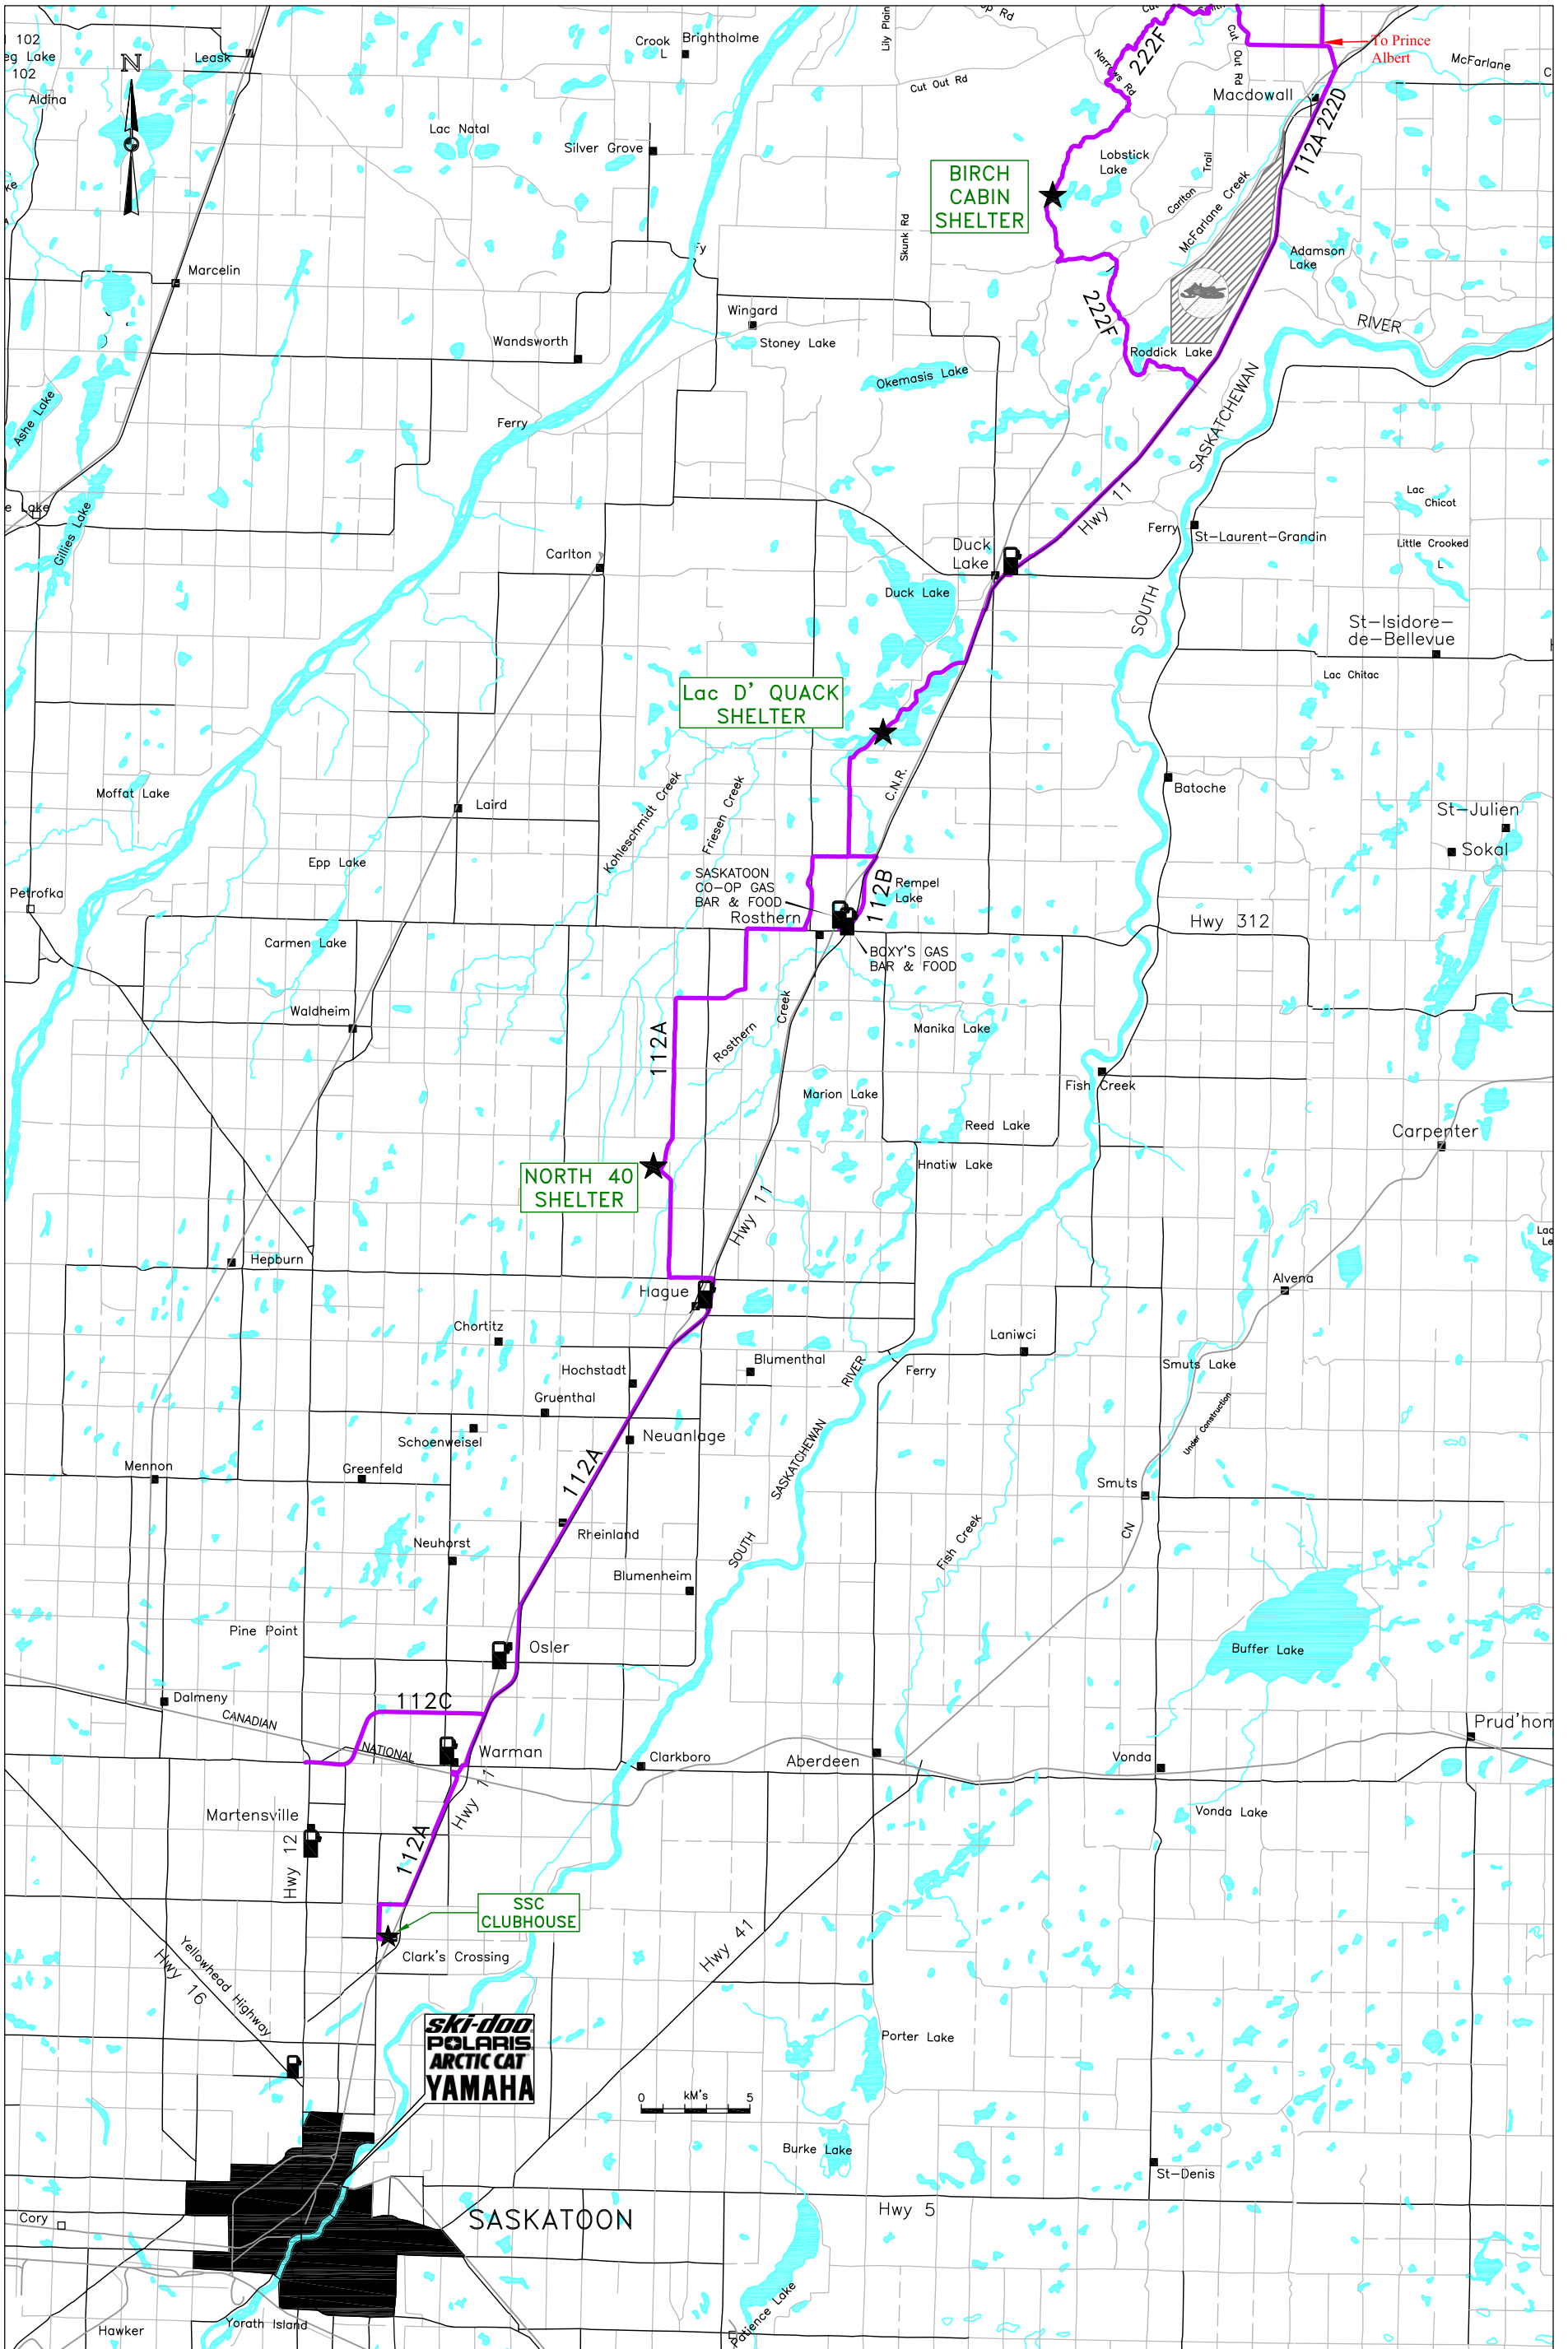 102
eg Lake
102
Aldina
N
Leask
Crook
L
Brightholme
Lily Plain
Cut Out Rd
Narrows Rd
222F
Cut Out Rd
To Prince
Albert
McFarlane
Macdowall
112A 222D
Lac Natal
Silver Grove
Skunk Rd
BIRCH
CABIN
SHELTER
Lobstick
Lake
Carlton
Trail
McFarlane Creek
Adamson
Lake
Marcelin
Wingard
Stoney Lake
Wandsworth
Okemasis Lake
222F
Roddick Lake
RIVER
SASKATCHEWAN
SOUTH
Ashe Lake
Ferry
e Lake
Gillies Lake
Carlton
Duck
Lake
Hwy 11
Ferry
St-Laurent-Grandin
Lac
Chicot
Little Crooked
L
Duck Lake
St-Isidore-
de-Bellevue
Lac Chitac
Lac D' QUACK
SHELTER
C.N.R.
Batoche
Moffat Lake
Laird
Kohleschmidt Creek
Friesen Creek
St-Julien
Sokal
Epp Lake
Petrofka
SASKATOON
CO-OP GAS
BAR & FOOD
Rosthern
112B
Rempel
Lake
Hwy 312
BOXY'S GAS
BAR & FOOD
Carmen Lake
Waldheim
112A
Rosthern
Creek
Manika Lake
Marion Lake
Fish Creek
Reed Lake
Carpenter
Hnatiw Lake
NORTH 40
SHELTER
Hwy 11
Hepburn
Hague
Alvena
Chortitz
Laniwci
Blumenthal
Hochstadt
RIVER
Ferry
Smuts Lake
Under Construction
Gruenthal
Schoenweisel
Neuanlage
SASKATCHEWAN
SOUTH
Mennon
Greenfeld
112A
Smuts
Rheinland
Neuhorst
Fish Creek
CN
Blumenheim
Pine Point
Osler
Buffer Lake
Dalmeny
112C
CANADIAN
NATIONAL
Warman
Clarkboro
Aberdeen
Vonda
Prud'hom
Hwy 11
Martensville
Hwy 12
112A
Vonda Lake
SSC
CLUBHOUSE
Clark's Crossing
Hwy 41
Yellowhead Highway
Hwy 16
ski-doo
POLARIS
ARCTIC CAT
YAMAHA
Porter Lake
0 kM's 5
Burke Lake
St-Denis
Cory
SASKATOON
Hwy 5
Hawker
Yorath Island
Patience Lake